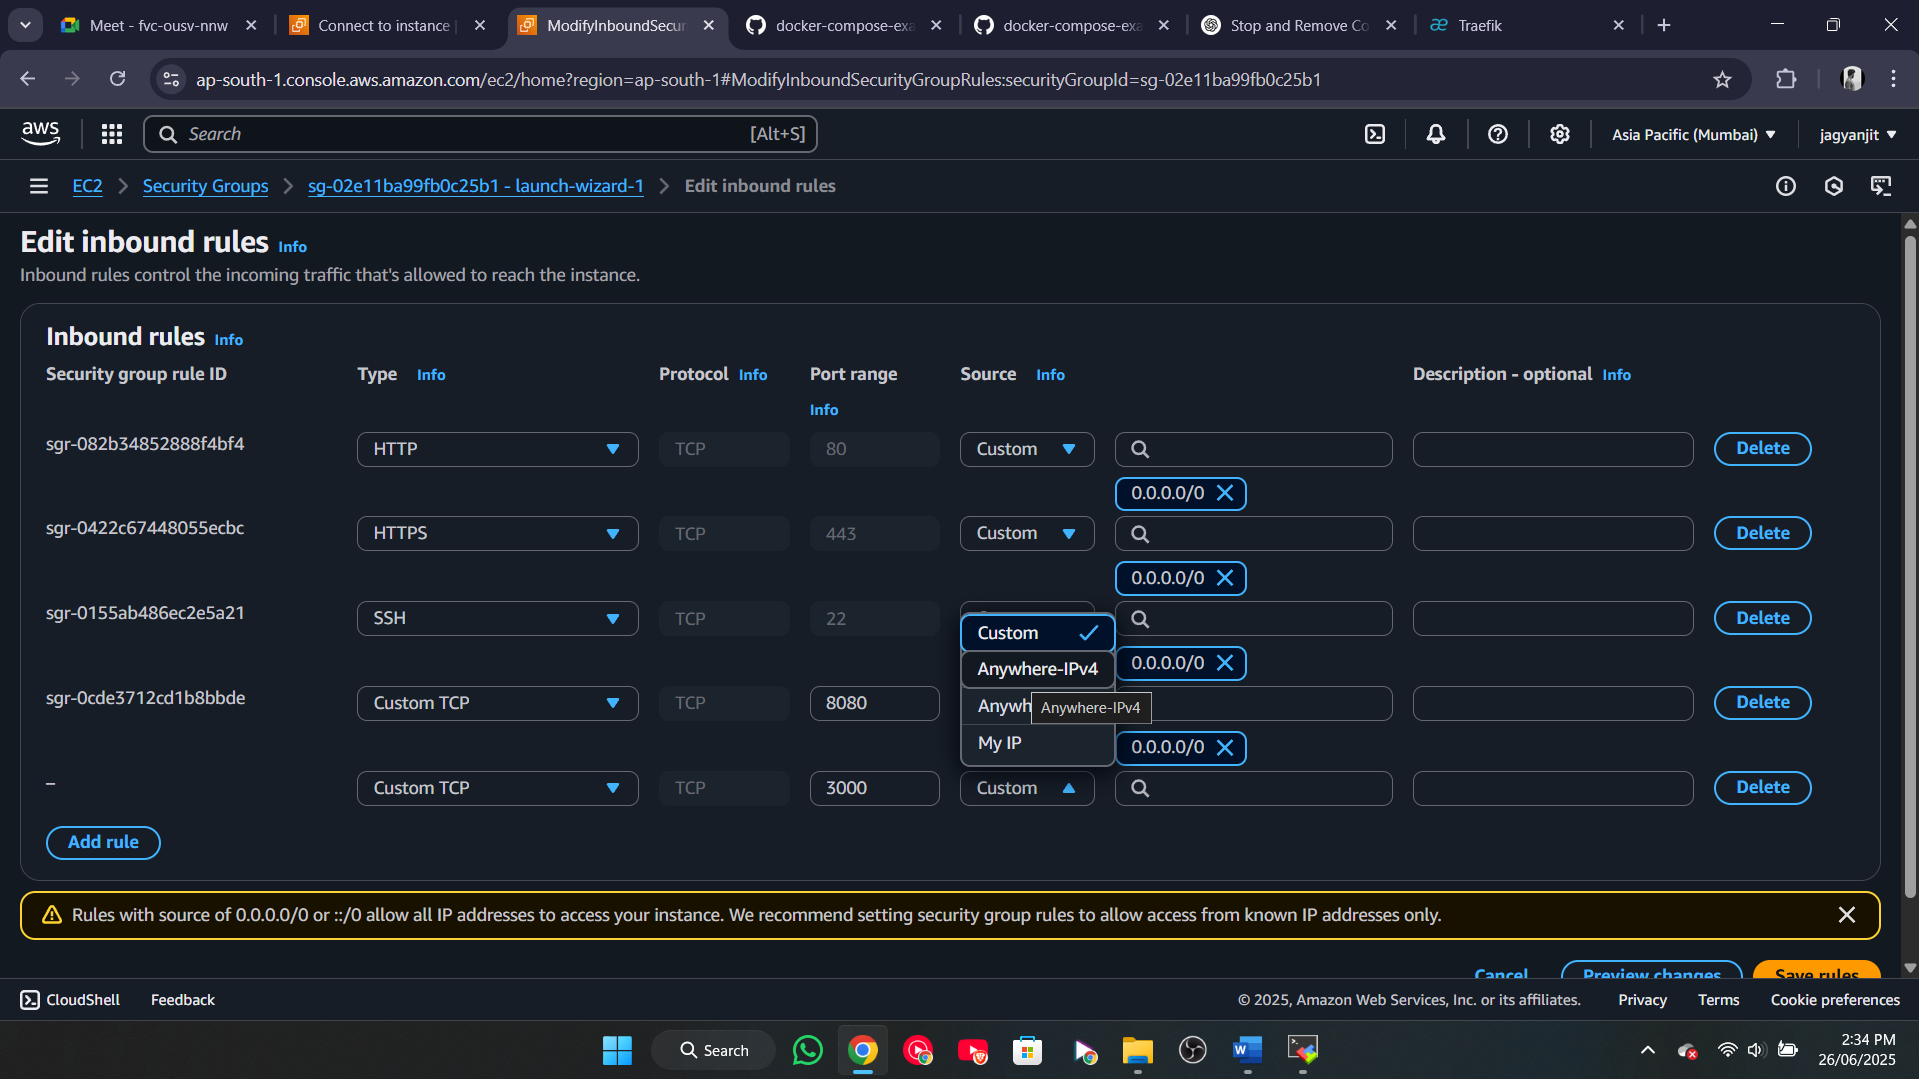 Meet - fvc-ousv-nnw
Connect to instance
ModifyInboundSecur
docker-compose-exa
docker-compose-exa
Stop and Remove Co
Traefik
ap-south-1.console.aws.amazon.com/ec2/home?region=ap-south-1#ModifyInboundSecurityGroupRules:securityGroupId=sg-02e11ba99fb0c25b1
aws
Search [Alt+S]
Asia Pacific (Mumbai)
jagyanjit
EC2
Security Groups
sg-02e11ba99fb0c25b1 - launch-wizard-1
Edit inbound rules
Edit inbound rules Info
Inbound rules control the incoming traffic that's allowed to reach the instance.
Inbound rules Info
Security group rule ID
Type Info
Protocol Info
Port range
Info
Source Info
Description - optional Info
sgr-082b34852888f4bf4
HTTP
TCP
80
Custom
Delete
0.0.0.0/0
sgr-0422c67448055ecbc
HTTPS
TCP
443
Custom
Delete
0.0.0.0/0
sgr-0155ab486ec2e5a21
SSH
TCP
22
Delete
0.0.0.0/0
sgr-0cde3712cd1b8bbde
Custom TCP
TCP
8080
Delete
0.0.0.0/0
Custom
Anywhere-IPv4
Anywh
Anywhere-IPv4
My IP
–
Custom TCP
TCP
3000
Custom
Delete
Add rule
Rules with source of 0.0.0.0/0 or ::/0 allow all IP addresses to access your instance. We recommend setting security group rules to allow access from known IP addresses only.
Cancel
Preview changes
Save rules
CloudShell
Feedback
© 2025, Amazon Web Services, Inc. or its affiliates.
Privacy
Terms
Cookie preferences
Search
2:34 PM
26/06/2025